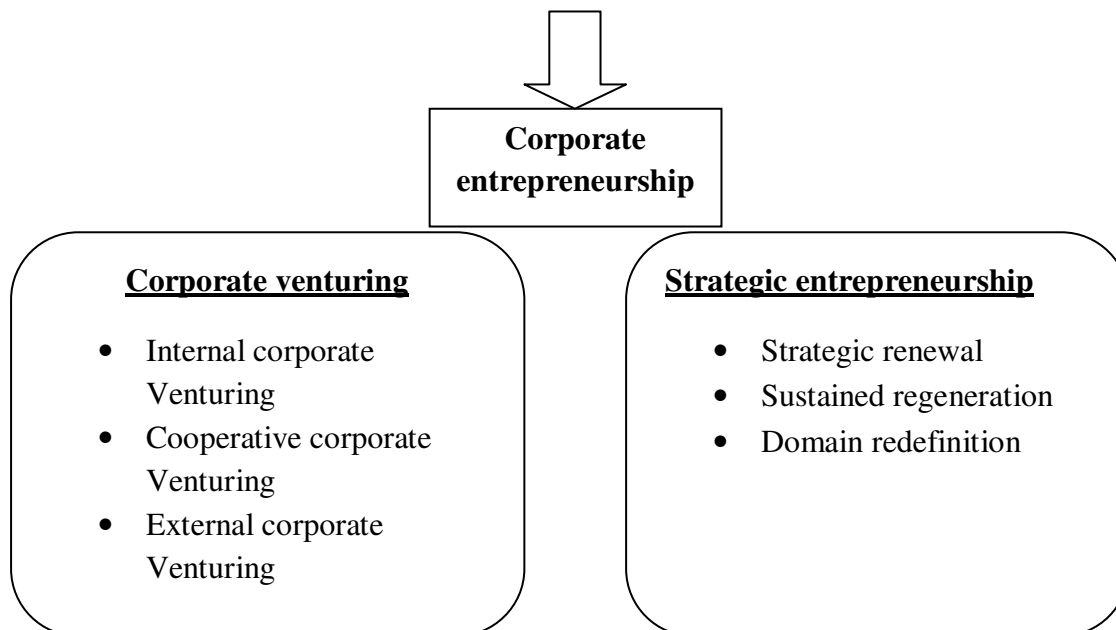 Corporate
entrepreneurship
Corporate venturing
• Internal corporate
Venturing
• Cooperative corporate
Venturing
• External corporate
Venturing
Strategic entrepreneurship
• Strategic renewal
• Sustained regeneration
• Domain redefinition